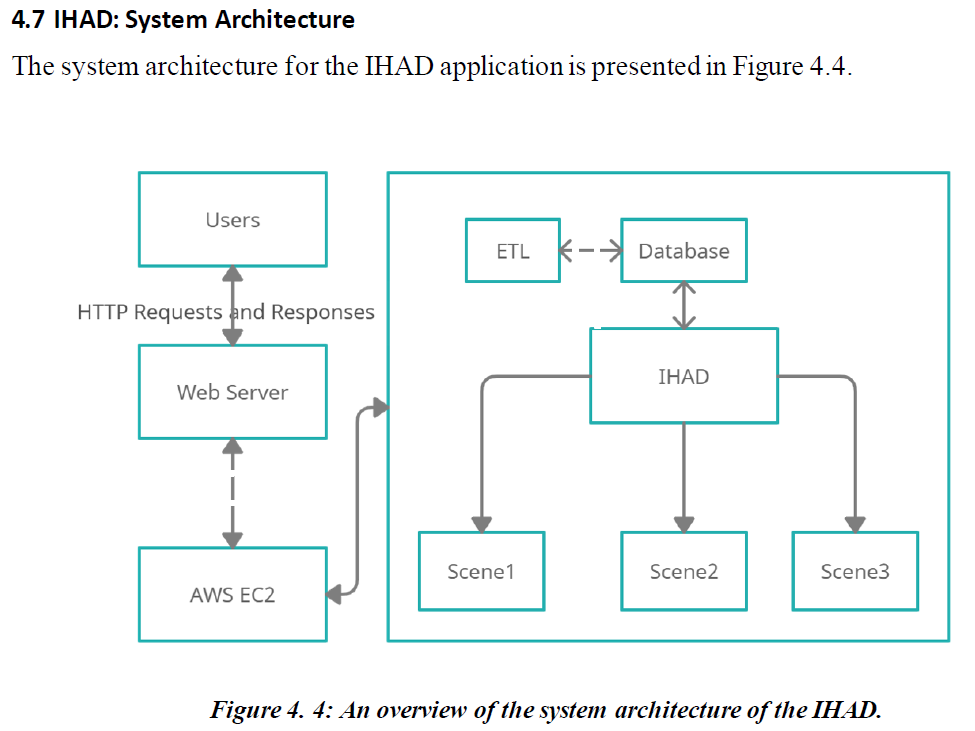 4.7 IHAD: System Architecture
The system architecture for the IHAD application is presented in Figure 4.4.
Users
HTTP Requests and Responses
Web Server
AWS EC2
ETL
Database
IHAD
Scene1
Scene2
Scene3
Figure 4. 4: An overview of the system architecture of the IHAD.